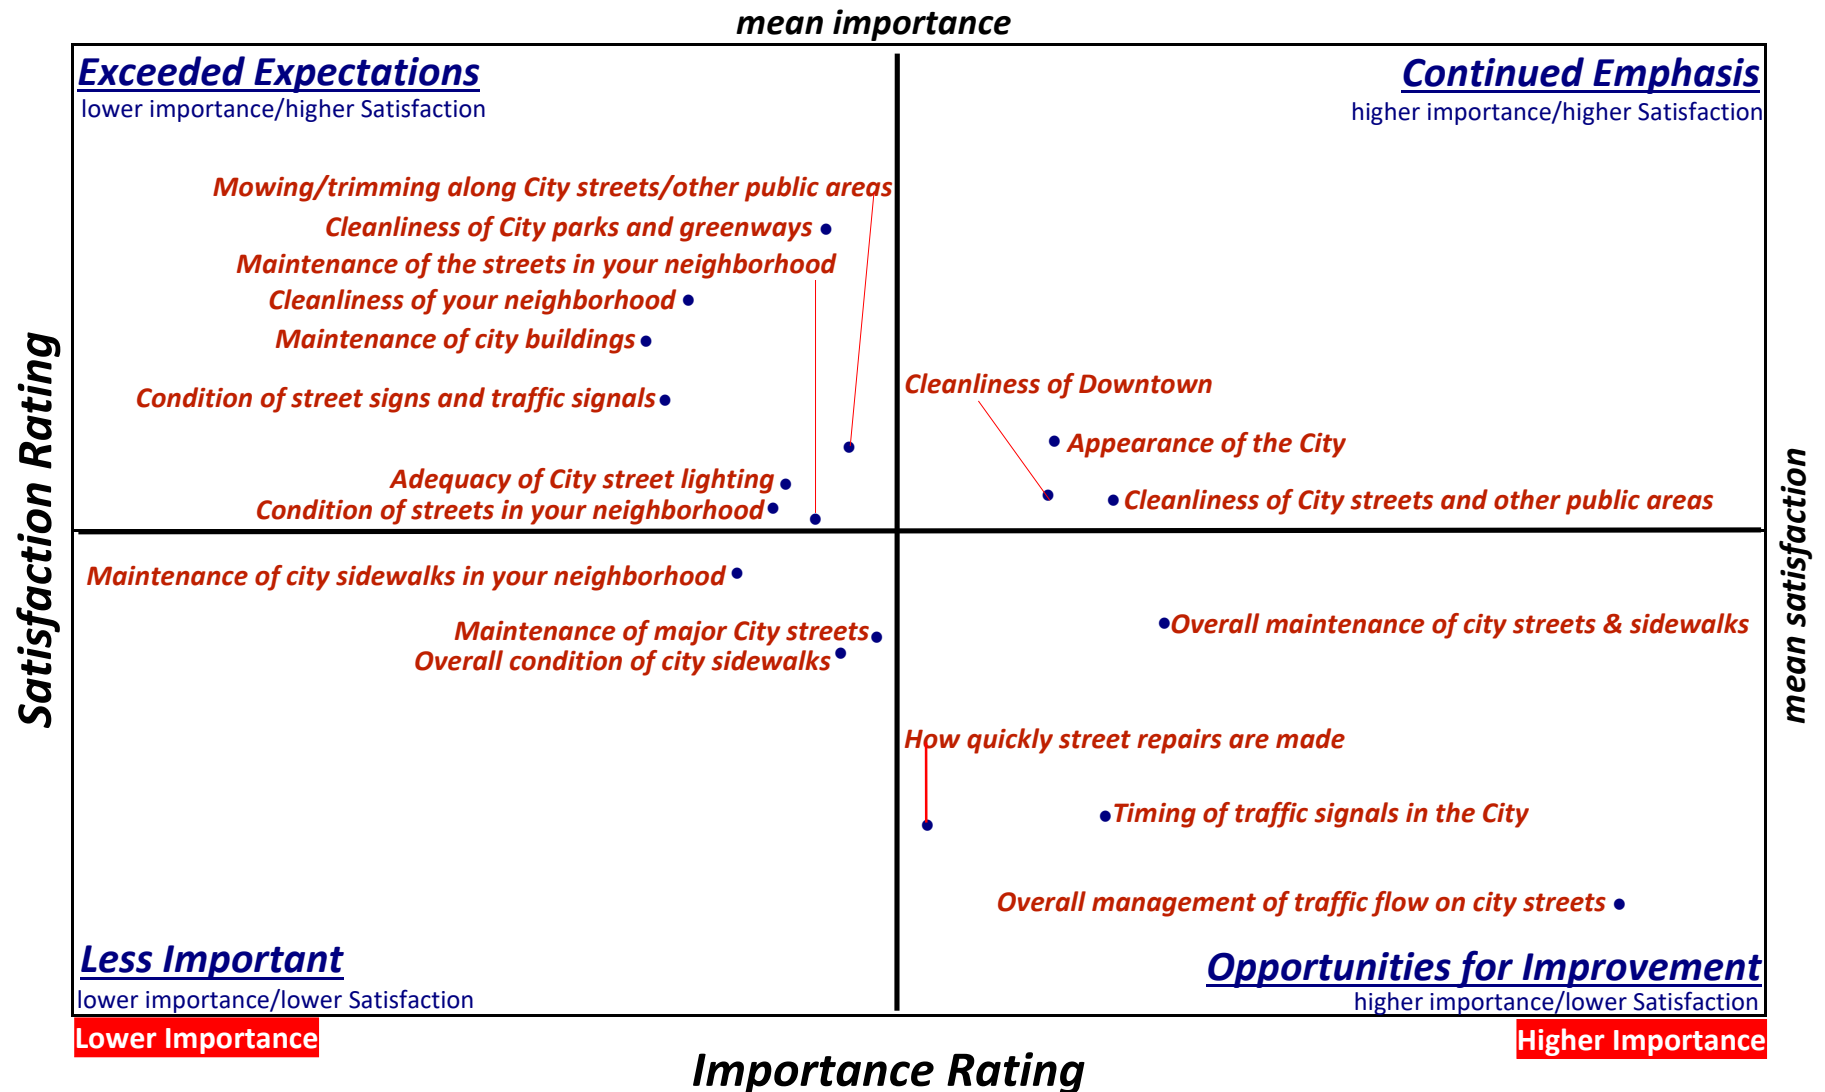 mean importance
Exceeded Expectations
lower importance/higher Satisfaction
Continued Emphasis
higher importance/higher Satisfaction
Mowing/trimming along City streets/other public areas
Cleanliness of City parks and greenways
Maintenance of the streets in your neighborhood
Cleanliness of your neighborhood
Maintenance of city buildings
Condition of street signs and traffic signals
Adequacy of City street lighting
Condition of streets in your neighborhood
Cleanliness of Downtown
Appearance of the City
Cleanliness of City streets and other public areas
Satisfaction Rating
mean satisfaction
Maintenance of city sidewalks in your neighborhood
Maintenance of major City streets
Overall condition of city sidewalks
Overall maintenance of city streets & sidewalks
How quickly street repairs are made
Timing of traffic signals in the City
Overall management of traffic flow on city streets
Less Important
lower importance/lower Satisfaction
Opportunities for Improvement
higher importance/lower Satisfaction
Lower Importance
Higher Importance
Importance Rating